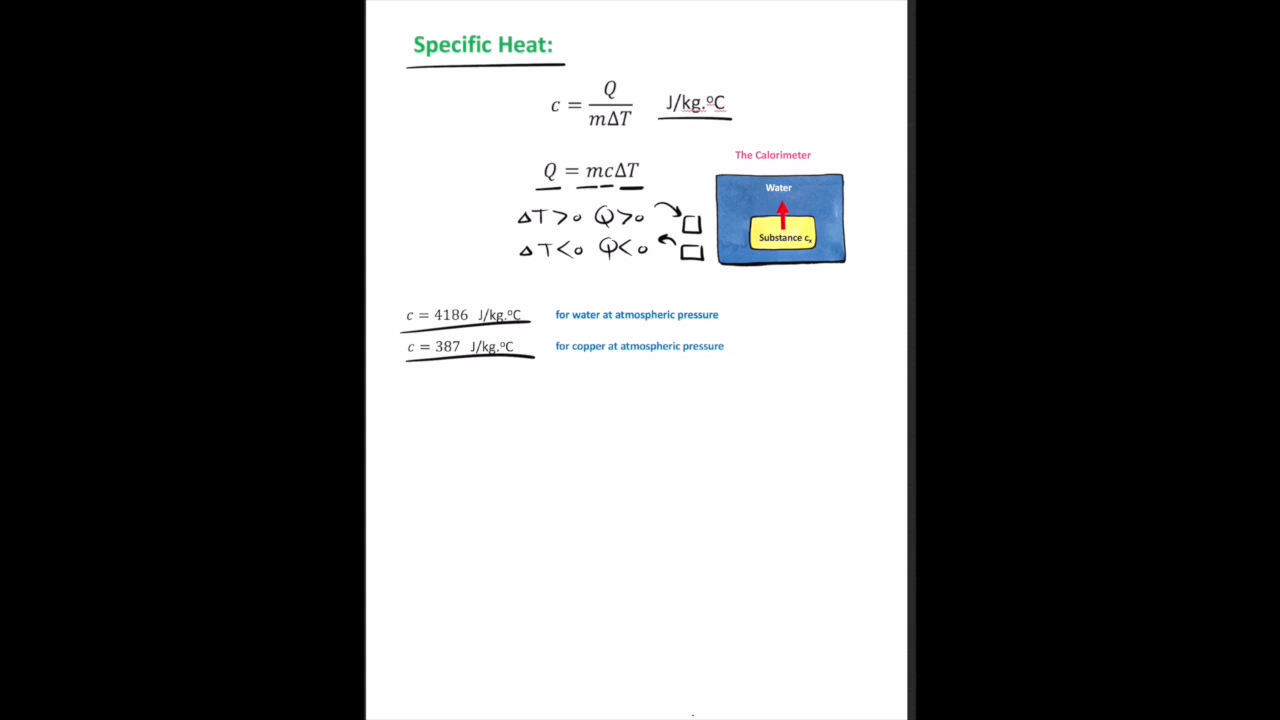 Specific Heat:
c = Q / mΔT J/kg.ºC
Q = mcΔT
The Calorimeter
Water
Substance cₓ
ΔT > 0 Q > 0
ΔT < 0 Q < 0
c = 4186 J/kg.ºC for water at atmospheric pressure
c = 387 J/kg.ºC for copper at atmospheric pressure